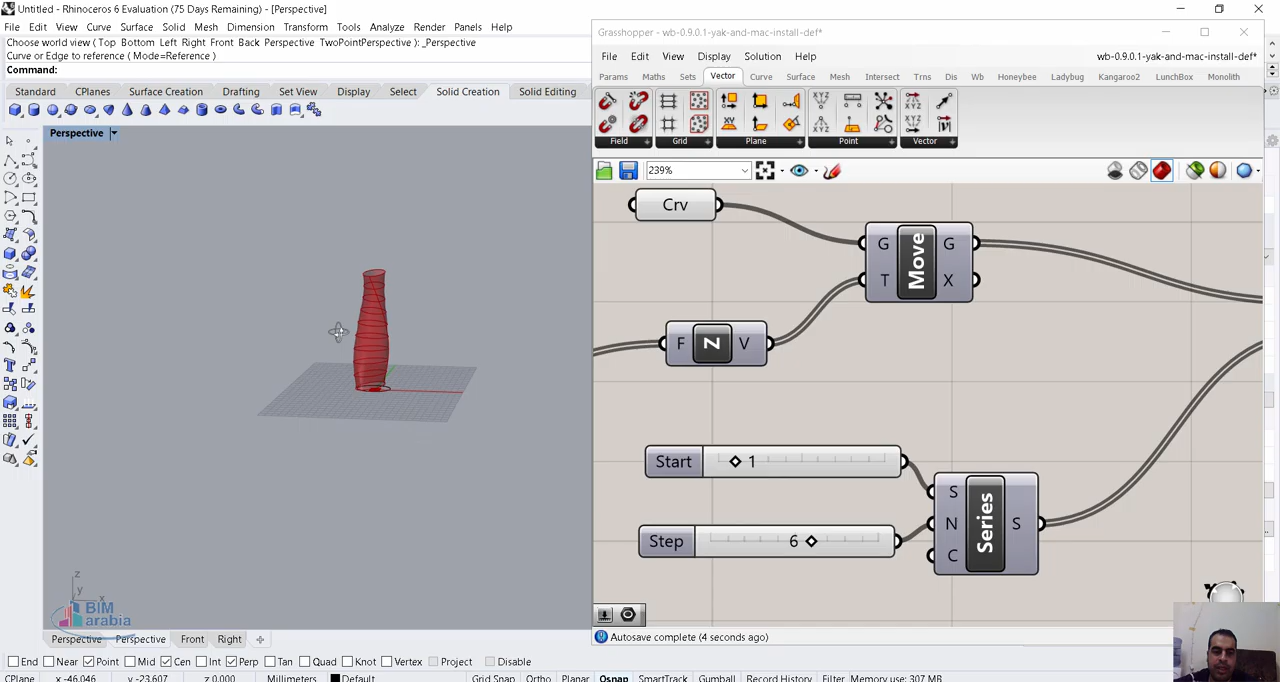 Untitled - Rhinoceros 6 Evaluation (75 Days Remaining) - [Perspective]
File Edit View Curve Surface Solid Mesh Dimension Transform Tools Analyze Render Panels Help
Choose world view ( Top Bottom Left Right Front Back Perspective TwoPointPerspective ): _Perspective
Curve or Edge to reference ( Mode=Reference )
Command:
Standard CPlanes Surface Creation Drafting Set View Display Select Solid Creation Solid Editing
Perspective
z
y
x
BIM
arabia
Perspective Perspective Front Right
End Near Point Mid Cen Int Perp Tan Quad Knot Vertex Project Disable
CPlane x -46.046 y -23.607 z 0.000 Millimeters Default
Osnap SmartTrack Gumball Record History Filter Memory use: 307 MB
Grasshopper - wb-0.9.0.1-yak-and-mac-install-def*
File Edit View Display Solution Help
wb-0.9.0.1-yak-and-mac-install-def*
Params Maths Sets Vector Curve Surface Mesh Intersect Trns Dis Wb Honeybee Ladybug Kangaroo2 LunchBox Monolith
Field Grid Plane Point Vector
239%
Crv
G Move G
T X
F Z V
Start 1
Step 6
S Series S
N
C
Autosave complete (4 seconds ago)